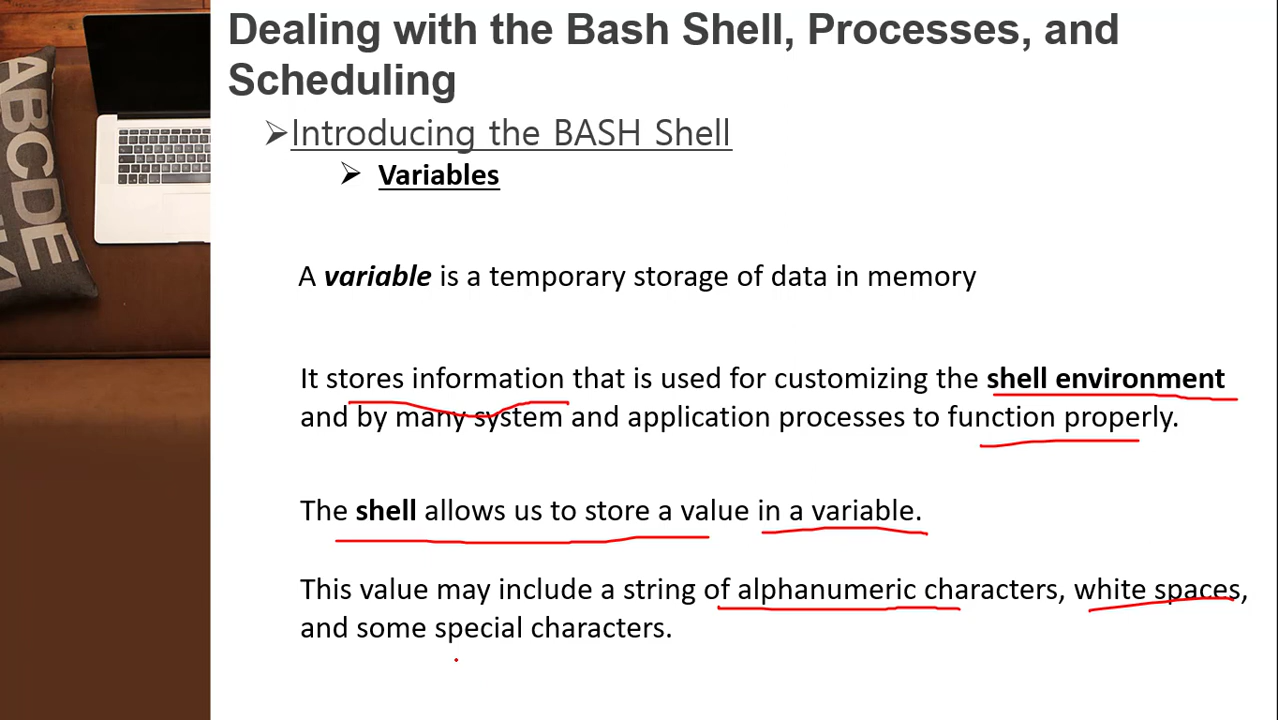 Dealing with the Bash Shell, Processes, and
Scheduling
➢Introducing the BASH Shell
➢ Variables
A variable is a temporary storage of data in memory
It stores information that is used for customizing the shell environment
and by many system and application processes to function properly.
The shell allows us to store a value in a variable.
This value may include a string of alphanumeric characters, white spaces,
and some special characters.
ABCDE